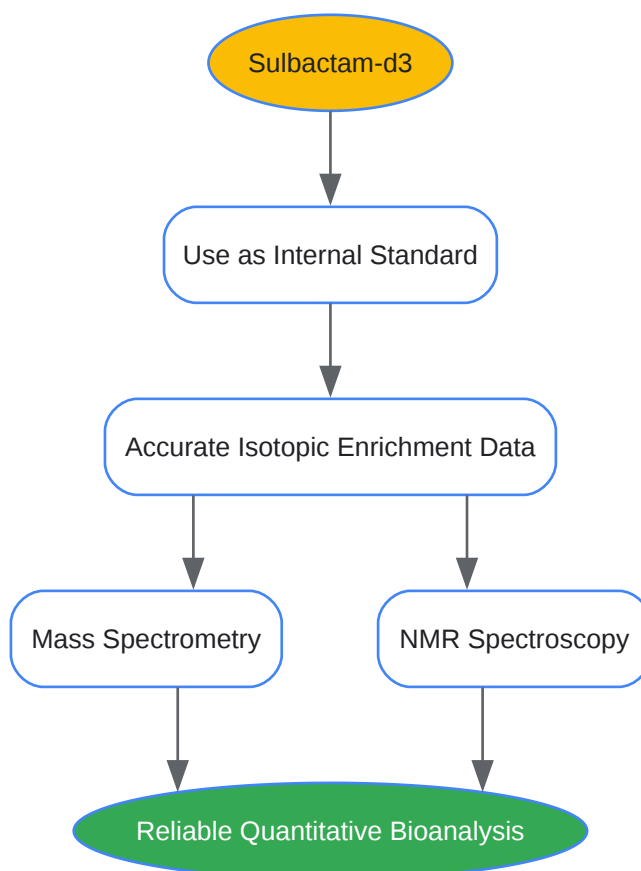 Sulbactam-d3
Use as Internal Standard
Accurate Isotopic Enrichment Data
Mass Spectrometry
NMR Spectroscopy
Reliable Quantitative Bioanalysis